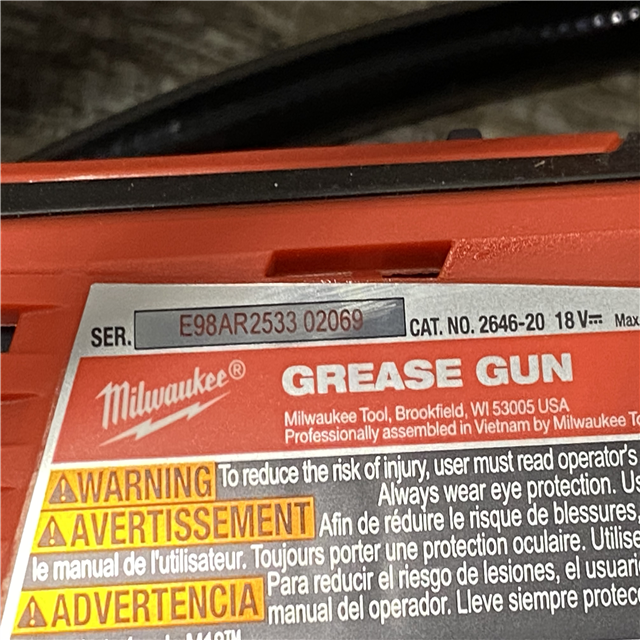 SER. E98AR2533 02069 CAT. NO. 2646-20 18 V⎓ Max
Milwaukee® GREASE GUN
Milwaukee Tool, Brookfield, WI 53005 USA
Professionally assembled in Vietnam by Milwaukee
⚠WARNING To reduce the risk of injury, user must read operator's
Always wear eye protection.
⚠AVERTISSEMENT Afin de réduire le risque de blessures,
le manuel de l'utilisateur. Toujours porter une protection oculaire.
⚠ADVERTENCIA Para reducir el riesgo de lesiones, el
manual del operador. Lleve siempre